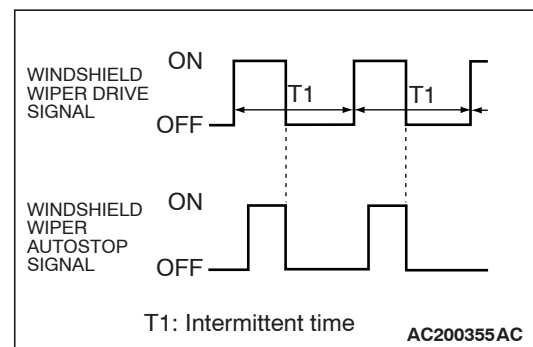 ON
WINDSHIELD
WIPER DRIVE
SIGNAL
T1 T1
OFF
WINDSHIELD
WIPER
AUTOSTOP
SIGNAL
ON
OFF
T1: Intermittent time
AC200355AC